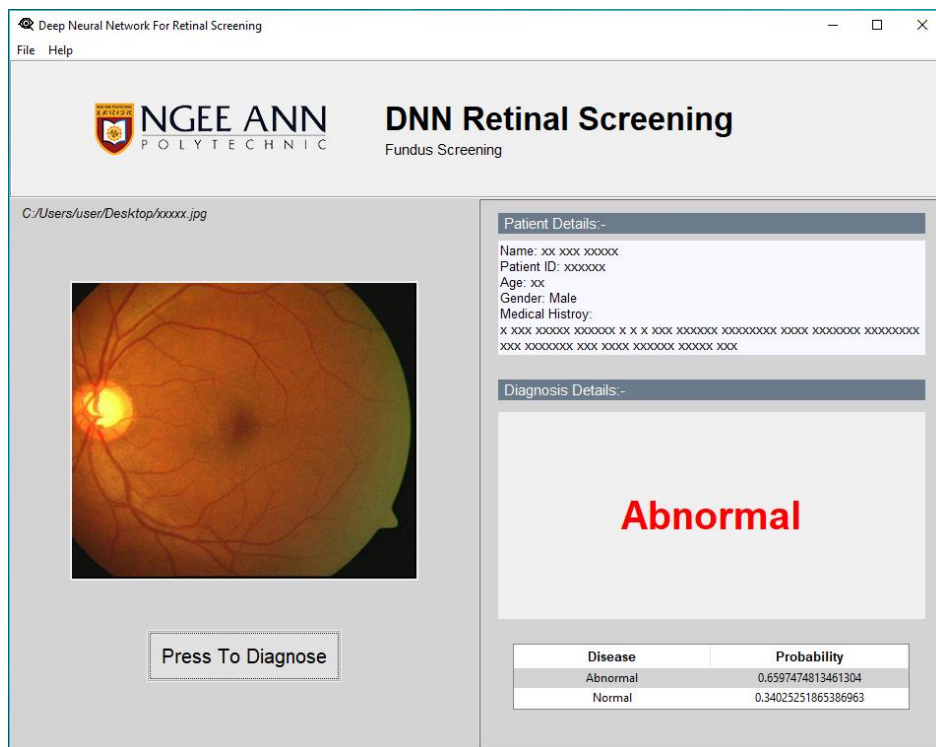 Deep Neural Network For Retinal Screening
File Help
NGEE ANN
POLYTECHNIC
DNN Retinal Screening
Fundus Screening
C:/Users/user/Desktop/xxxxx.jpg
Patient Details:-
Name: xx xxx xxxxx
Patient ID: xxxxxx
Age: xx
Gender: Male
Medical Histroy:
x xxx xxxxx xxxxxx x x x xxx xxxxxx xxxxxxxx xxxx xxxxxxx xxxxxxxx
xxx xxxxxxx xxx xxxx xxxxxx xxxxx xxx
Diagnosis Details:-
Abnormal
Press To Diagnose
Disease Probability
Abnormal 0.6597474813461304
Normal 0.34025251865386963